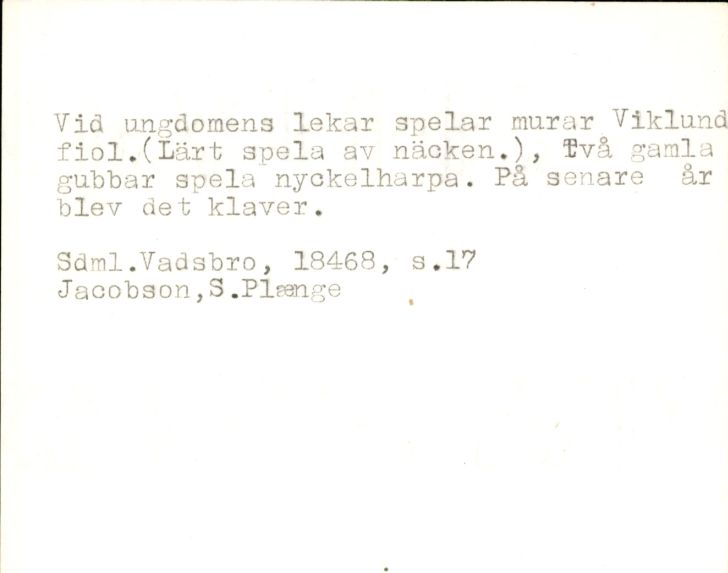 Vid ungdomens lekar spelar murar Viklund
fiol.(Lärt spela av näcken.), två gamla
gubbar spela nyckelharpa. På senare år
blev det klaver.
Sdml.Vadsbro, 18468, s.17
Jacobson,S.Plænge